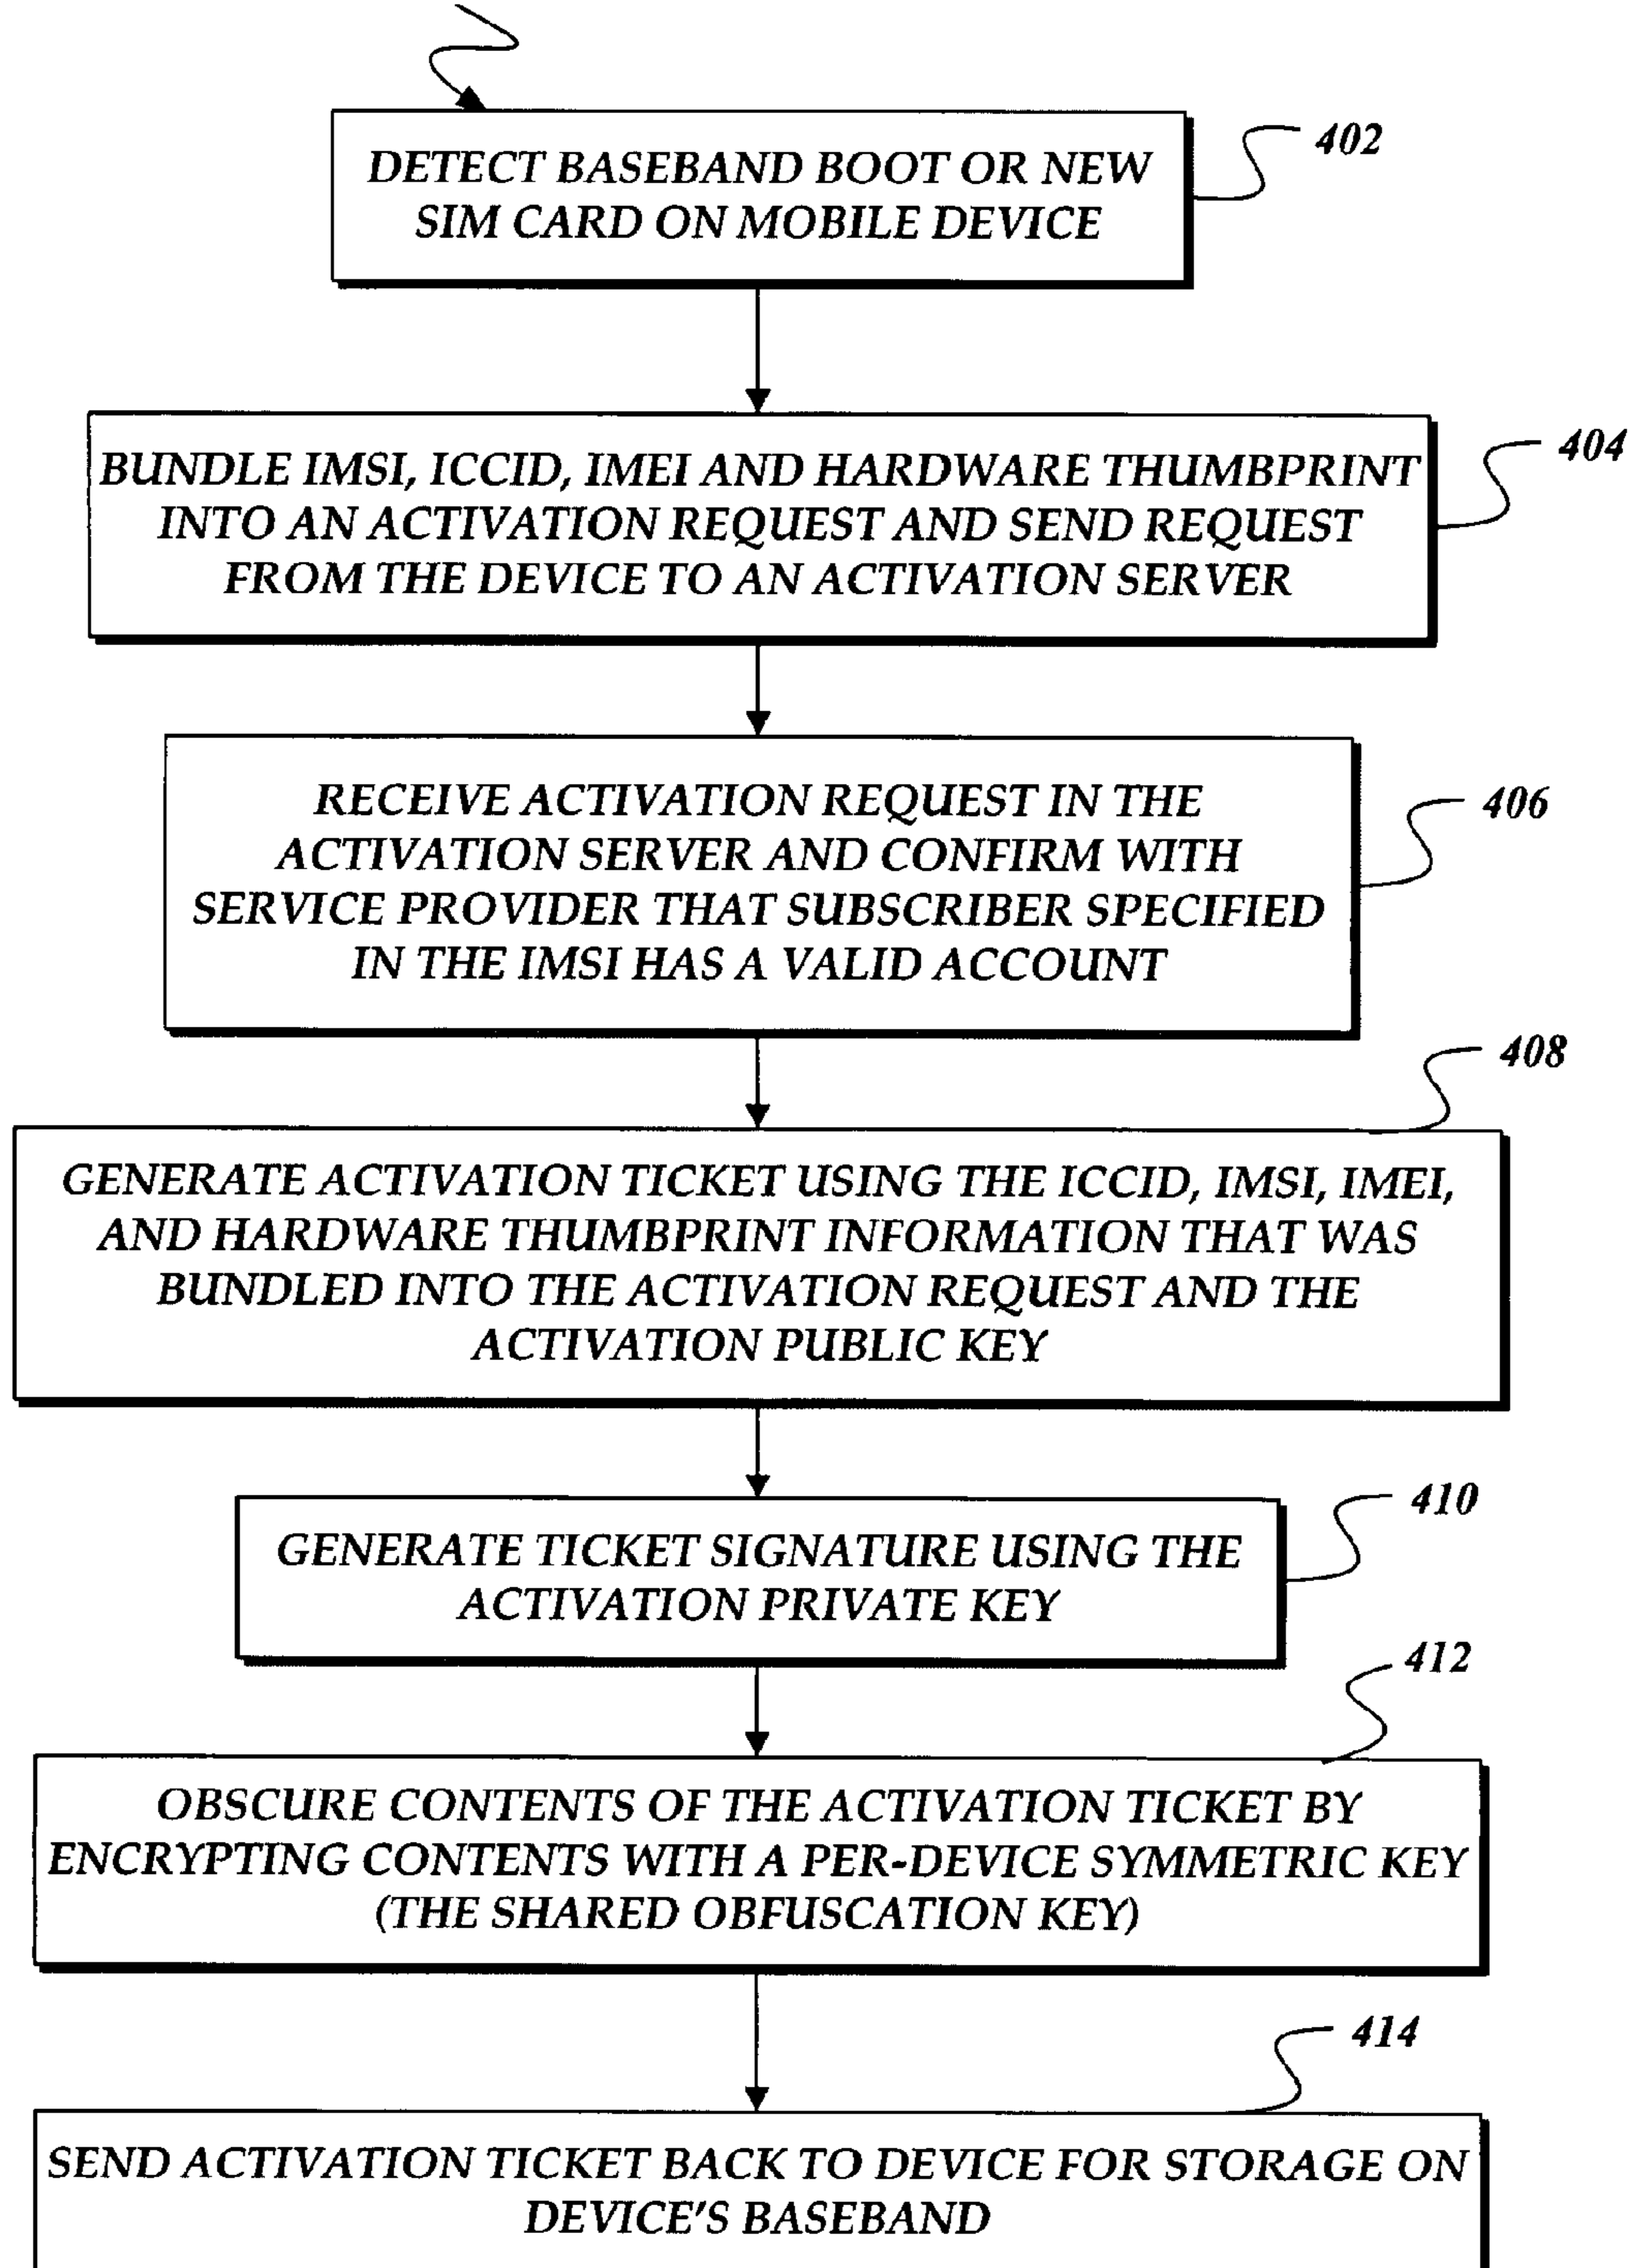 DETECT BASEBAND BOOT OR NEW
SIM CARD ON MOBILE DEVICE
402
BUNDLE IMSI, ICCID, IMEI AND HARDWARE THUMBPRINT
INTO AN ACTIVATION REQUEST AND SEND REQUEST
FROM THE DEVICE TO AN ACTIVATION SERVER
404
RECEIVE ACTIVATION REQUEST IN THE
ACTIVATION SERVER AND CONFIRM WITH
SERVICE PROVIDER THAT SUBSCRIBER SPECIFIED
IN THE IMSI HAS A VALID ACCOUNT
406
408
GENERATE ACTIVATION TICKET USING THE ICCID, IMSI, IMEI,
AND HARDWARE THUMBPRINT INFORMATION THAT WAS
BUNDLED INTO THE ACTIVATION REQUEST AND THE
ACTIVATION PUBLIC KEY
410
GENERATE TICKET SIGNATURE USING THE
ACTIVATION PRIVATE KEY
412
OBSCURE CONTENTS OF THE ACTIVATION TICKET BY
ENCRYPTING CONTENTS WITH A PER-DEVICE SYMMETRIC KEY
(THE SHARED OBFUSCATION KEY)
414
SEND ACTIVATION TICKET BACK TO DEVICE FOR STORAGE ON
DEVICE'S BASEBAND